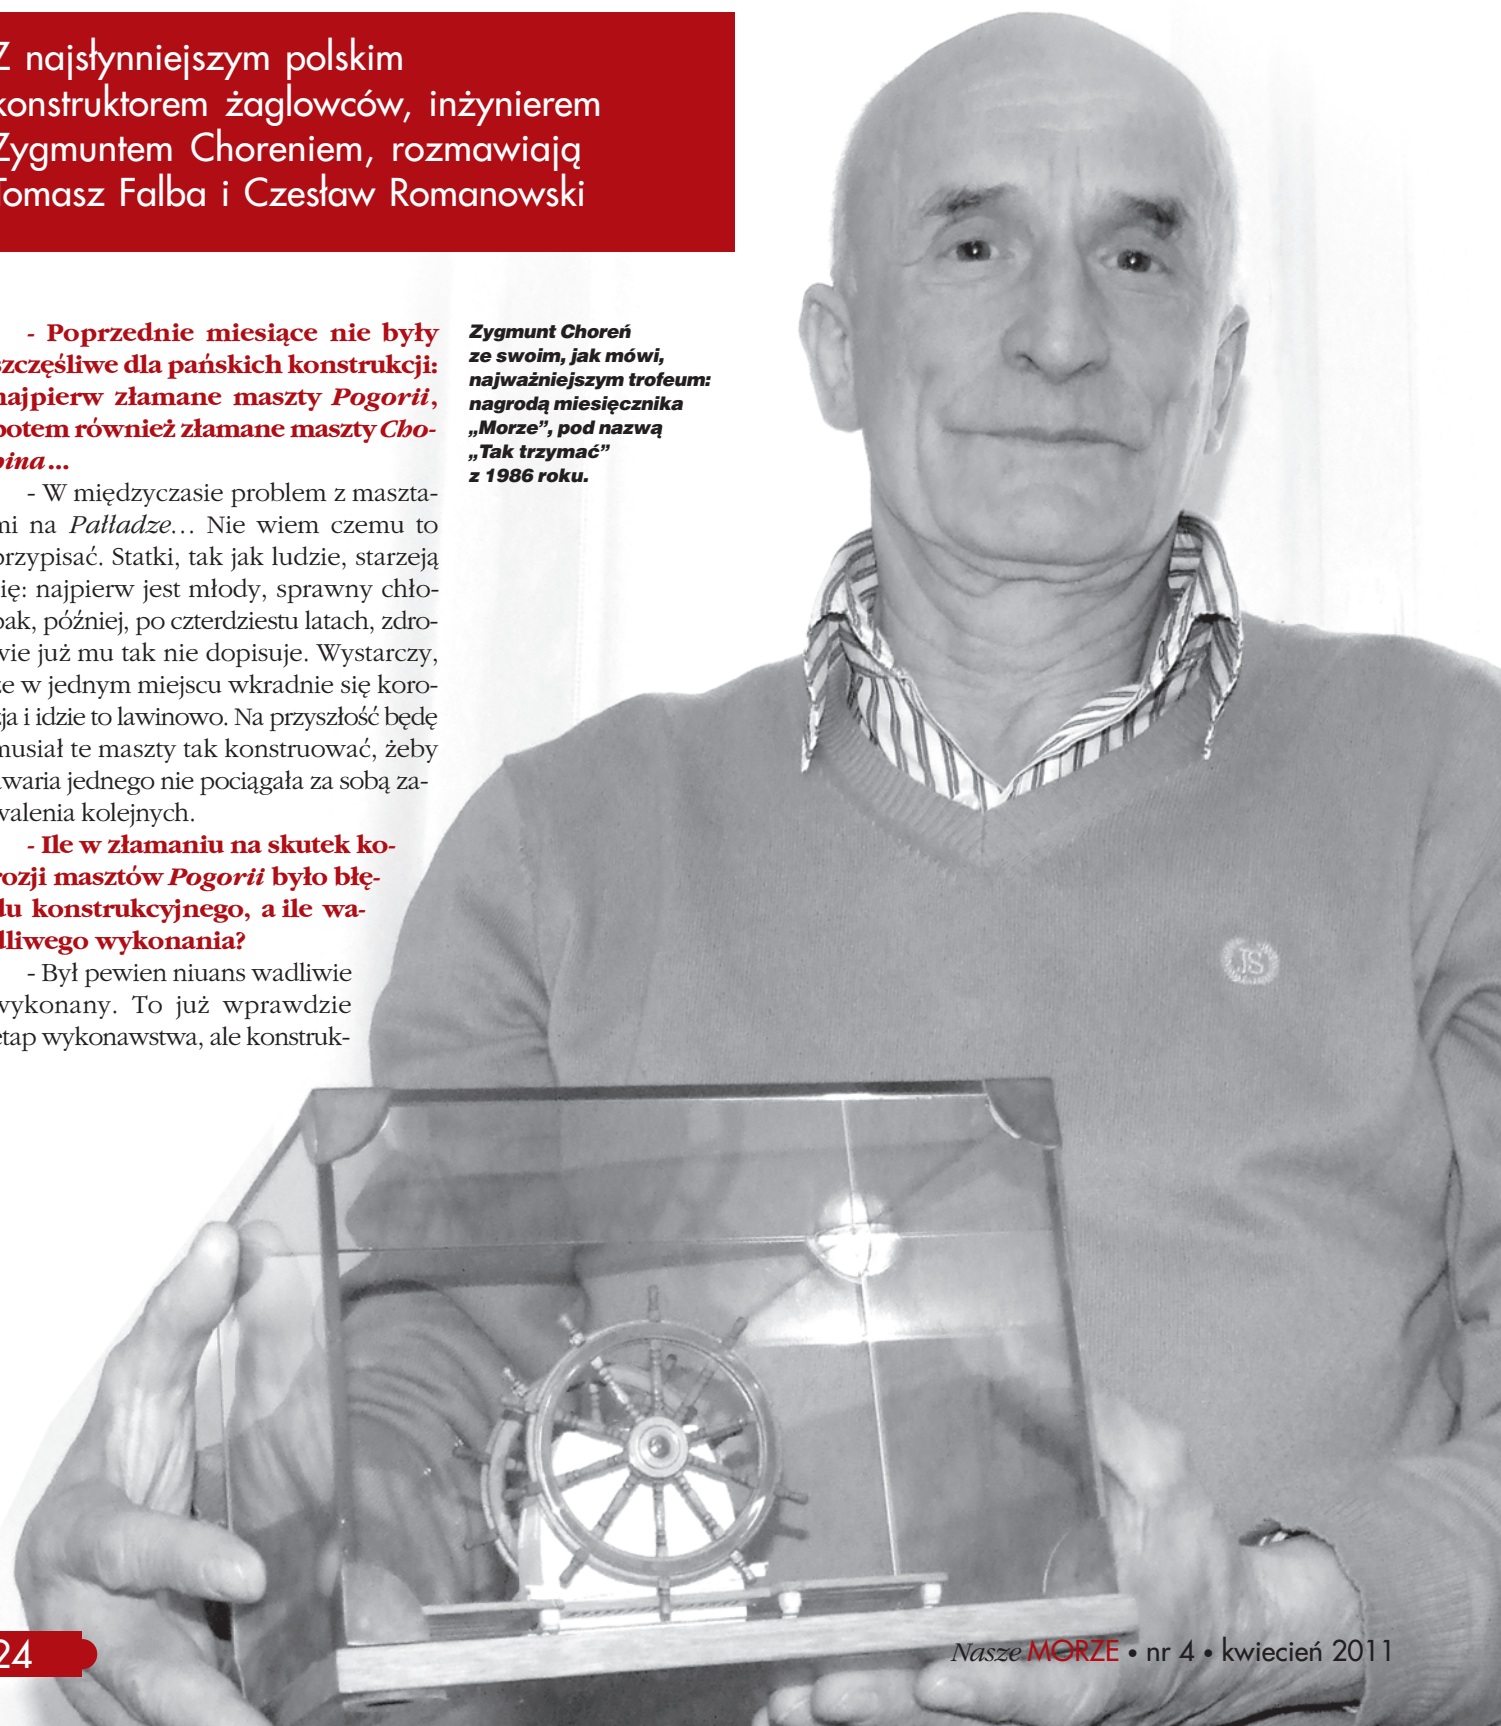 Z najsłynniejszym polskim
konstruktorem żaglowców, inżynierem
Zygmuntem Choreniem, rozmawiają
Tomasz Falba i Czesław Romanowski
- Poprzednie miesiące nie były
szczęśliwe dla pańskich konstrukcji:
najpierw złamane maszty Pogorii,
potem również złamane maszty Cho-
pina...
- W międzyczasie problem z maszta-
mi na Pałładze... Nie wiem czemu to
przypisać. Statki, tak jak ludzie, starzeją
się: najpierw jest młody, sprawny chło-
pak, później, po czterdziestu latach, zdro-
wie już mu tak nie dopisuje. Wystarczy,
że w jednym miejscu wkradnie się koro-
zja i idzie to lawinowo. Na przyszłość będę
musiał te maszty tak konstruować, żeby
awaria jednego nie pociągała za sobą za-
walenia kolejnych.
- Ile w złamaniu na skutek ko-
rozji masztów Pogorii było błę-
du konstrukcyjnego, a ile wa-
dliwego wykonania?
- Był pewien niuans wadliwie
wykonany. To już wprawdzie
etap wykonawstwa, ale konstruk-
Zygmunt Choreń
ze swoim, jak mówi,
najważniejszym trofeum:
nagrodą miesięcznika
„Morze”, pod nazwą
„Tak trzymać”
z 1986 roku.
JS
24
Nasze MORZE • nr 4 • kwiecień 2011